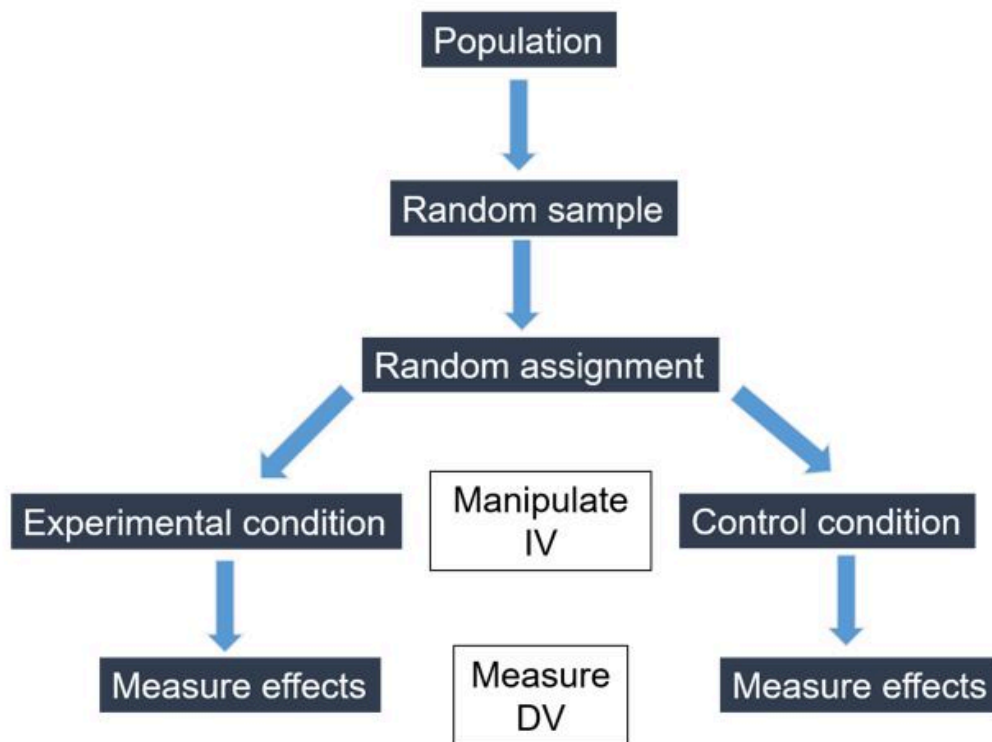 Population
Random sample
Random assignment
Experimental condition
Manipulate
IV
Control condition
Measure effects
Measure
DV
Measure effects